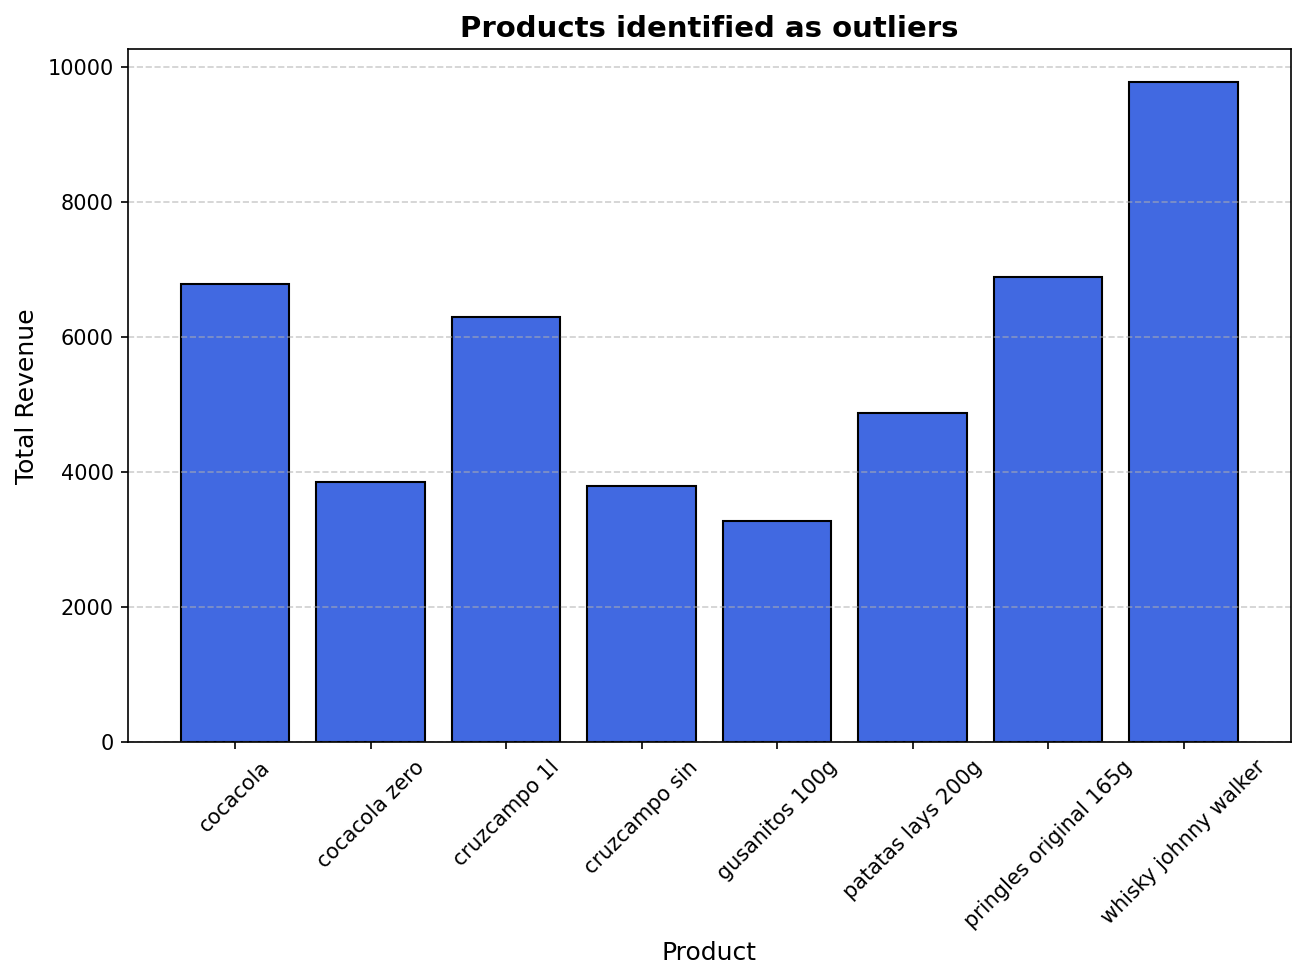 Products identified as outliers
Total Revenue
10000
8000
6000
4000
2000
0
cocacola
cocacola zero
cruzcampo 1l
cruzcampo sin
gusanitos 100g
patatas lays 200g
pringles original 165g
whisky johnny walker
Product